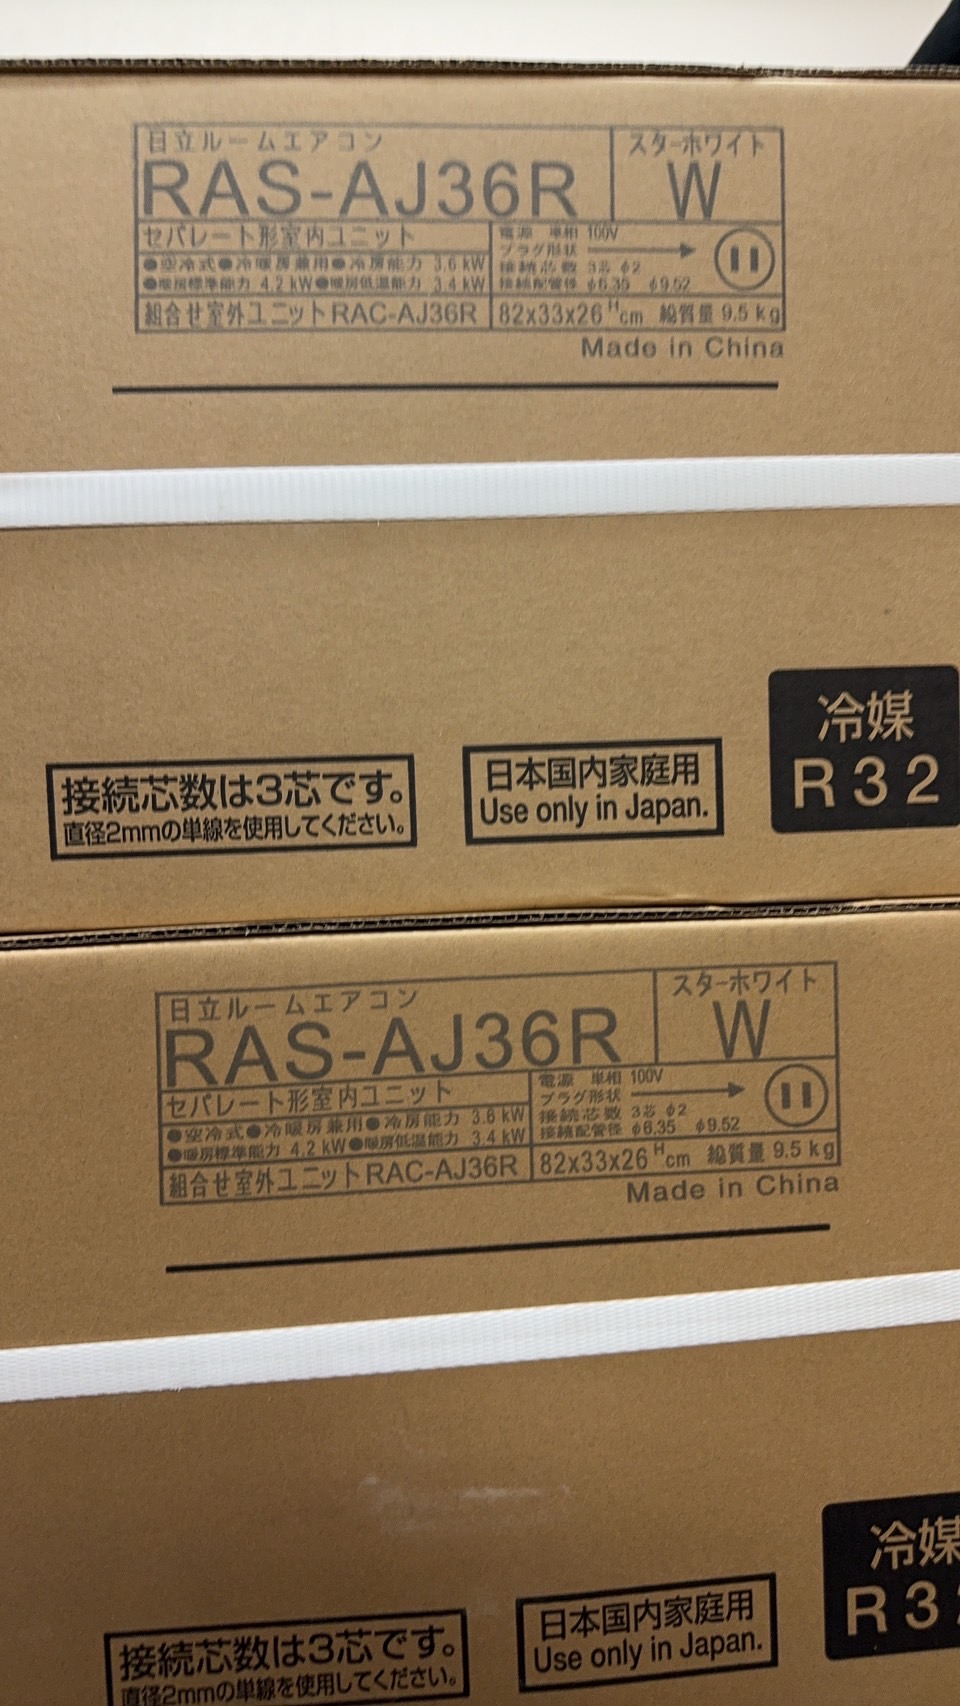 日立ルームエアコン
RAS-AJ36R
スターホワイト
W
セパレート形室内ユニット
●空冷式●冷暖房兼用●冷房能力 3.6 kW
●暖房標準能力 4.2 kW●暖房低温能力 3.4 kW
電源 単相 100V
プラグ形状
接続芯数 3芯 φ2
接続配管径 φ6.35 φ9.52
組合せ室外ユニットRAC-AJ36R
82x33x26ᴴcm 総質量 9.5 kg
Made in China
冷媒
R32
接続芯数は3芯です。
直径2mmの単線を使用してください。
日本国内家庭用
Use only in Japan.
日立ルームエアコン
RAS-AJ36R
スターホワイト
W
セパレート形室内ユニット
●空冷式●冷暖房兼用●冷房能力 3.6 kW
●暖房標準能力 4.2 kW●暖房低温能力 3.4 kW
電源 単相 100V
プラグ形状
接続芯数 3芯 φ2
接続配管径 φ6.35 φ9.52
組合せ室外ユニットRAC-AJ36R
82x33x26ᴴcm 総質量 9.5 kg
Made in China
冷媒
R3
接続芯数は3芯です。
直径2mmの単線を使用してください。
日本国内家庭用
Use only in Japan.